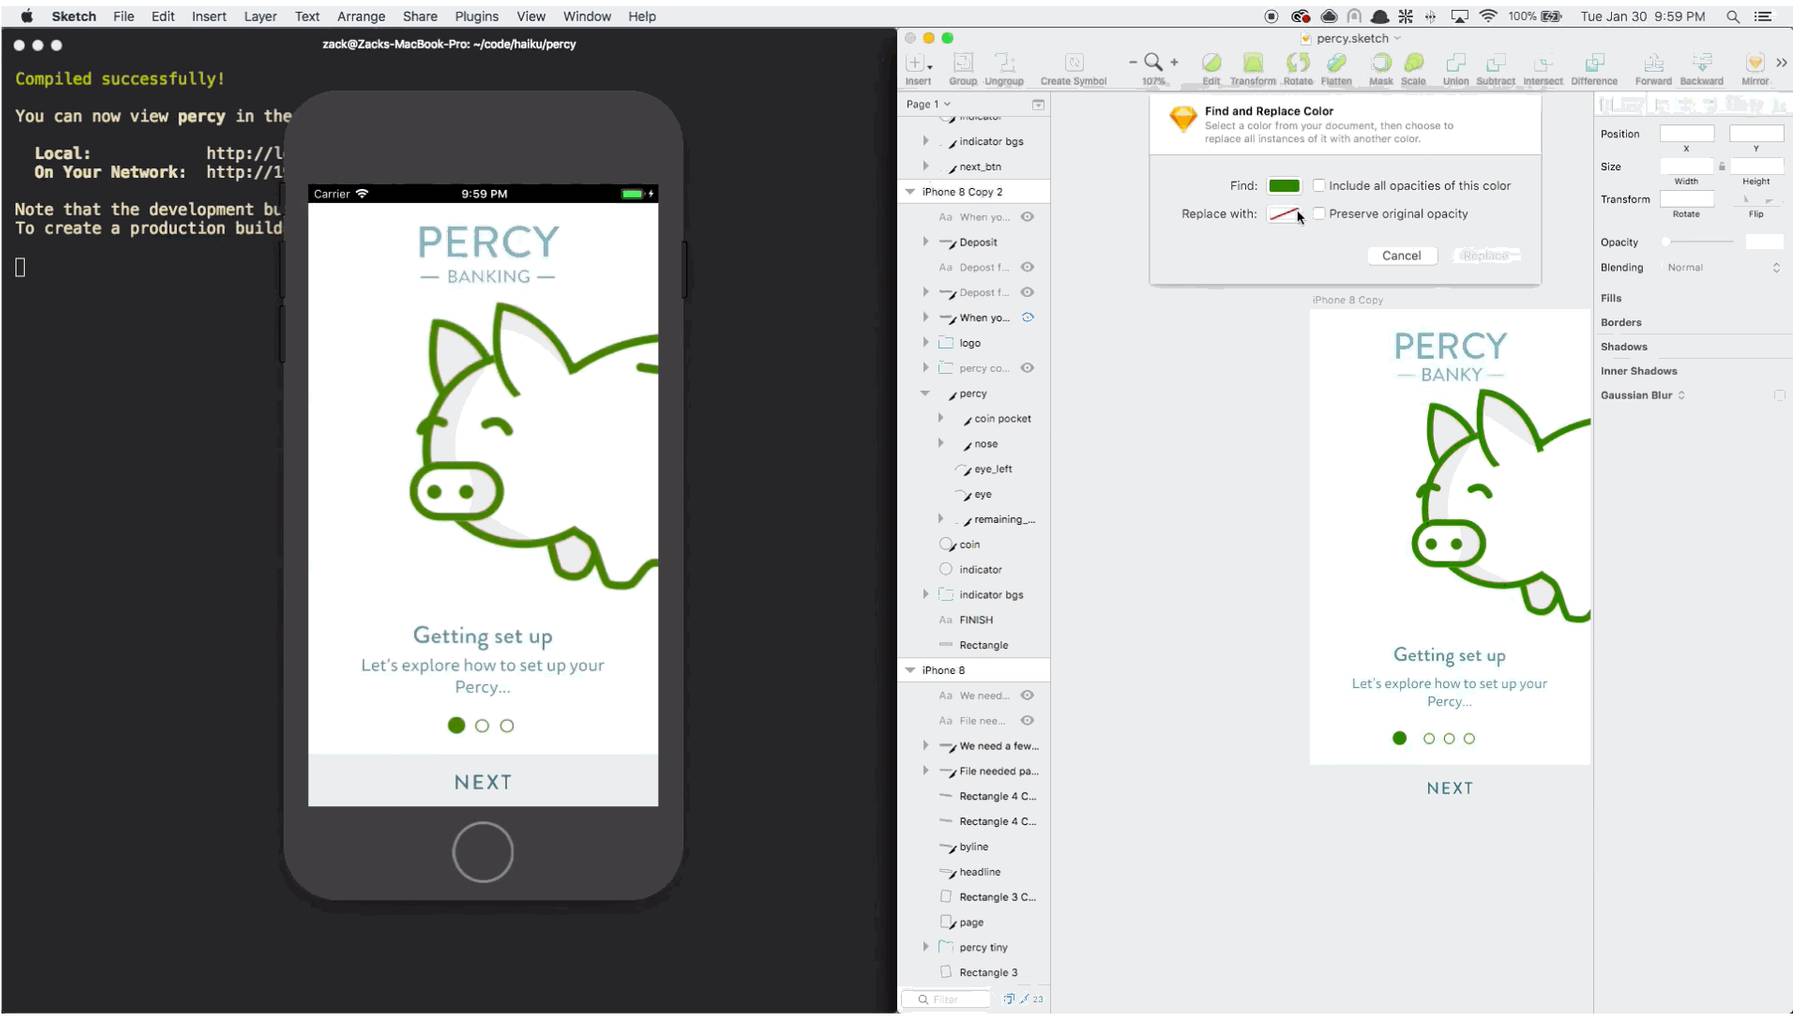 Sketch File Edit Insert Layer Text Arrange Share Plugins View Window Help
100% Tue Jan 30 9:59 PM
zack@Zacks-MacBook-Pro: ~/code/haiku/percy
Compiled successfully!
You can now view percy in the
Local: http://l
On Your Network: http://1
Note that the development bu
To create a production build
Carrier 9:59 PM
PERCY
— BANKING —
Getting set up
Let's explore how to set up your
Percy...
NEXT
percy.sketch
Insert Group Ungroup Create Symbol 107% Edit Transform Rotate Flatten Mask Scale Union Subtract Intersect Difference Forward Backward Mirror
Page 1
indicator
indicator bgs
next_btn
iPhone 8 Copy 2
Aa When yo...
Deposit
Aa Depost f...
Depost f...
When yo...
logo
percy co...
percy
coin pocket
nose
eye_left
eye
remaining_...
coin
indicator
indicator bgs
Aa FINISH
Rectangle
iPhone 8
Aa We need...
Aa File nee...
We need a few...
File needed pa...
Rectangle 4 C...
Rectangle 4 C...
byline
headline
Rectangle 3 C...
page
percy tiny
Rectangle 3
Filter 23
Find and Replace Color
Select a color from your document, then choose to
replace all instances of it with another color.
Find: Include all opacities of this color
Replace with: Preserve original opacity
Cancel Replace
iPhone 8 Copy
PERCY
— BANKY —
Getting set up
Let's explore how to set up your
Percy...
NEXT
Position
X Y
Size
Width Height
Transform
Rotate Flip
Opacity
Blending Normal
Fills
Borders
Shadows
Inner Shadows
Gaussian Blur